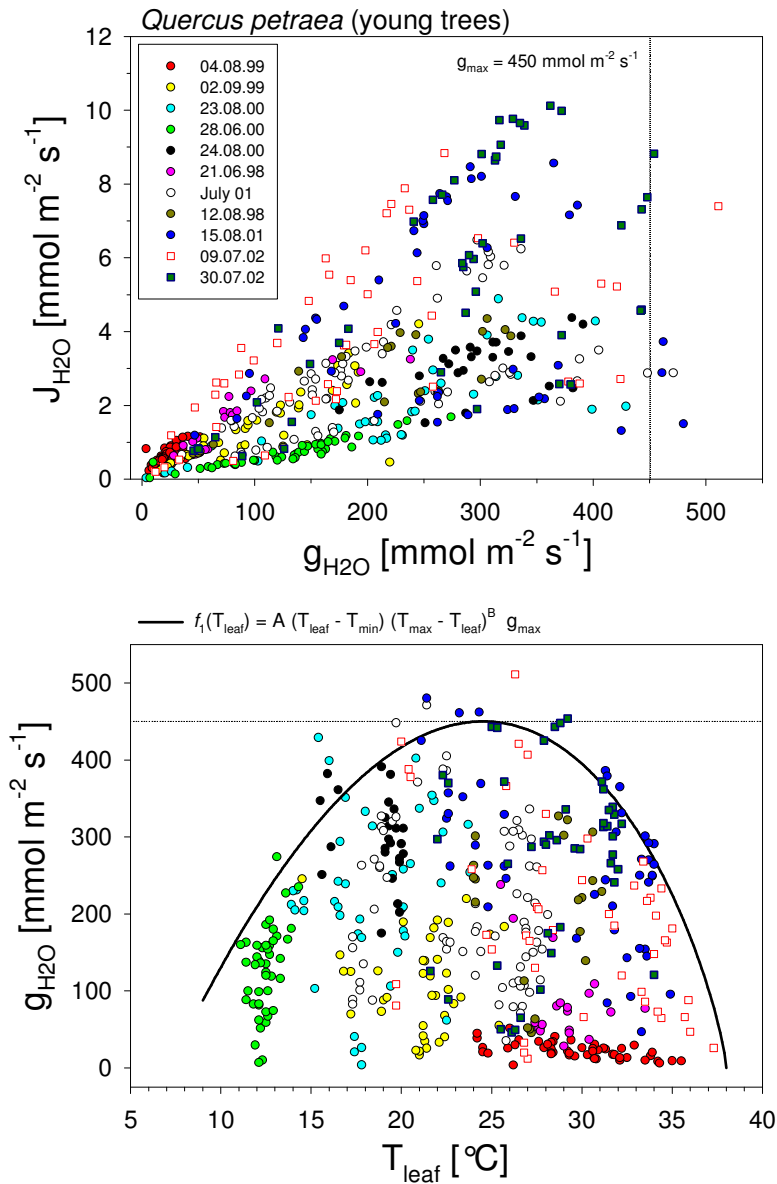 Quercus petraea (young trees)
g_max = 450 mmol m⁻² s⁻¹
12
10
8
6
4
2
0
04.08.99
02.09.99
23.08.00
28.06.00
24.08.00
21.06.98
July 01
12.08.98
15.08.01
09.07.02
30.07.02
J_H2O [mmol m⁻² s⁻¹]
0 100 200 300 400 500
g_H2O [mmol m⁻² s⁻¹]
f₁(T_leaf) = A (T_leaf - T_min) (T_max - T_leaf)^B g_max
500
400
300
200
100
0
g_H2O [mmol m⁻² s⁻¹]
5 10 15 20 25 30 35 40
T_leaf [°C]